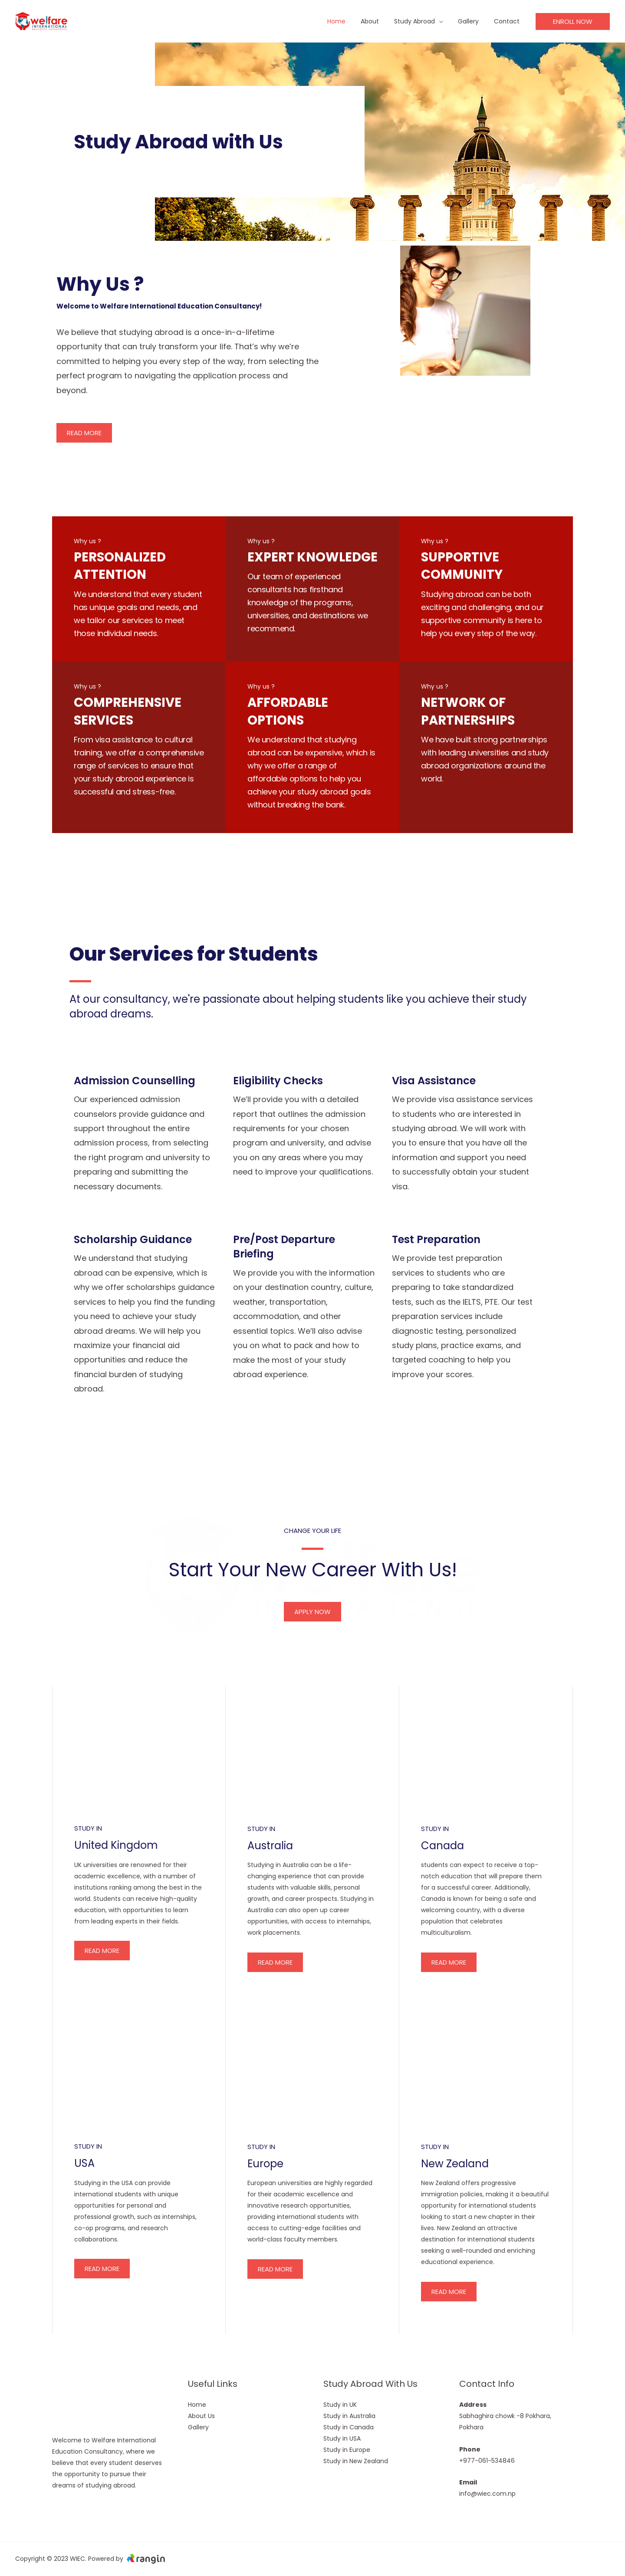 welfare
INTERNATIONAL
Home
About
Study Abroad
Gallery
Contact
ENROLL NOW
Study Abroad with Us
Why Us ?
Welcome to Welfare International Education Consultancy!
We believe that studying abroad is a once-in-a-lifetime
opportunity that can truly transform your life. That’s why we’re
committed to helping you every step of the way, from selecting the
perfect program to navigating the application process and
beyond.
READ MORE
Why us ?
PERSONALIZED
ATTENTION
We understand that every student
has unique goals and needs, and
we tailor our services to meet
those individual needs.
Why us ?
EXPERT KNOWLEDGE
Our team of experienced
consultants has firsthand
knowledge of the programs,
universities, and destinations we
recommend.
Why us ?
SUPPORTIVE
COMMUNITY
Studying abroad can be both
exciting and challenging, and our
supportive community is here to
help you every step of the way.
Why us ?
COMPREHENSIVE
SERVICES
From visa assistance to cultural
training, we offer a comprehensive
range of services to ensure that
your study abroad experience is
successful and stress-free.
Why us ?
AFFORDABLE
OPTIONS
We understand that studying
abroad can be expensive, which is
why we offer a range of
affordable options to help you
achieve your study abroad goals
without breaking the bank.
Why us ?
NETWORK OF
PARTNERSHIPS
We have built strong partnerships
with leading universities and study
abroad organizations around the
world.
Our Services for Students
At our consultancy, we're passionate about helping students like you achieve their study
abroad dreams.
Admission Counselling
Our experienced admission
counselors provide guidance and
support throughout the entire
admission process, from selecting
the right program and university to
preparing and submitting the
necessary documents.
Eligibility Checks
We’ll provide you with a detailed
report that outlines the admission
requirements for your chosen
program and university, and advise
you on any areas where you may
need to improve your qualifications.
Visa Assistance
We provide visa assistance services
to students who are interested in
studying abroad. We will work with
you to ensure that you have all the
information and support you need
to successfully obtain your student
visa.
Scholarship Guidance
We understand that studying
abroad can be expensive, which is
why we offer scholarships guidance
services to help you find the funding
you need to achieve your study
abroad dreams. We will help you
maximize your financial aid
opportunities and reduce the
financial burden of studying
abroad.
Pre/Post Departure
Briefing
We provide you with the information
on your destination country, culture,
weather, transportation,
accommodation, and other
essential topics. We’ll also advise
you on what to pack and how to
make the most of your study
abroad experience.
Test Preparation
We provide test preparation
services to students who are
preparing to take standardized
tests, such as the IELTS, PTE. Our test
preparation services include
diagnostic testing, personalized
study plans, practice exams, and
targeted coaching to help you
improve your scores.
CHANGE YOUR LIFE
Start Your New Career With Us!
APPLY NOW
STUDY IN
United Kingdom
UK universities are renowned for their
academic excellence, with a number of
institutions ranking among the best in the
world. Students can receive high-quality
education, with opportunities to learn
from leading experts in their fields.
READ MORE
STUDY IN
Australia
Studying in Australia can be a life-
changing experience that can provide
students with valuable skills, personal
growth, and career prospects. Studying in
Australia can also open up career
opportunities, with access to internships,
work placements.
READ MORE
STUDY IN
Canada
students can expect to receive a top-
notch education that will prepare them
for a successful career. Additionally,
Canada is known for being a safe and
welcoming country, with a diverse
population that celebrates
multiculturalism.
READ MORE
STUDY IN
USA
Studying in the USA can provide
international students with unique
opportunities for personal and
professional growth, such as internships,
co-op programs, and research
collaborations.
READ MORE
STUDY IN
Europe
European universities are highly regarded
for their academic excellence and
innovative research opportunities,
providing international students with
access to cutting-edge facilities and
world-class faculty members.
READ MORE
STUDY IN
New Zealand
New Zealand offers progressive
immigration policies, making it a beautiful
opportunity for international students
looking to start a new chapter in their
lives. New Zealand an attractive
destination for international students
seeking a well-rounded and enriching
educational experience.
READ MORE
Welcome to Welfare International
Education Consultancy, where we
believe that every student deserves
the opportunity to pursue their
dreams of studying abroad.
Useful Links
Home
About Us
Gallery
Study Abroad With Us
Study in UK
Study in Australia
Study in Canada
Study in USA
Study in Europe
Study in New Zealand
Contact Info
Address
Sabhaghira chowk -8 Pokhara,
Pokhara
Phone
+977-061-534846
Email
info@wiec.com.np
Copyright © 2023 WIEC. Powered by rangin